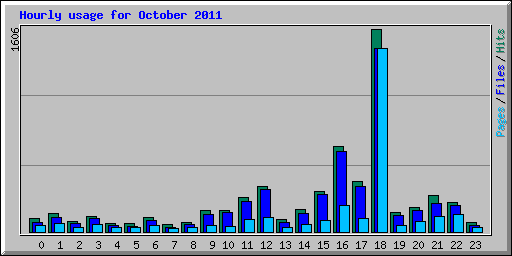 Hourly usage for October 2011
1606
Pages/Files/Hits
0 1 2 3 4 5 6 7 8 9 10 11 12 13 14 15 16 17 18 19 20 21 22 23